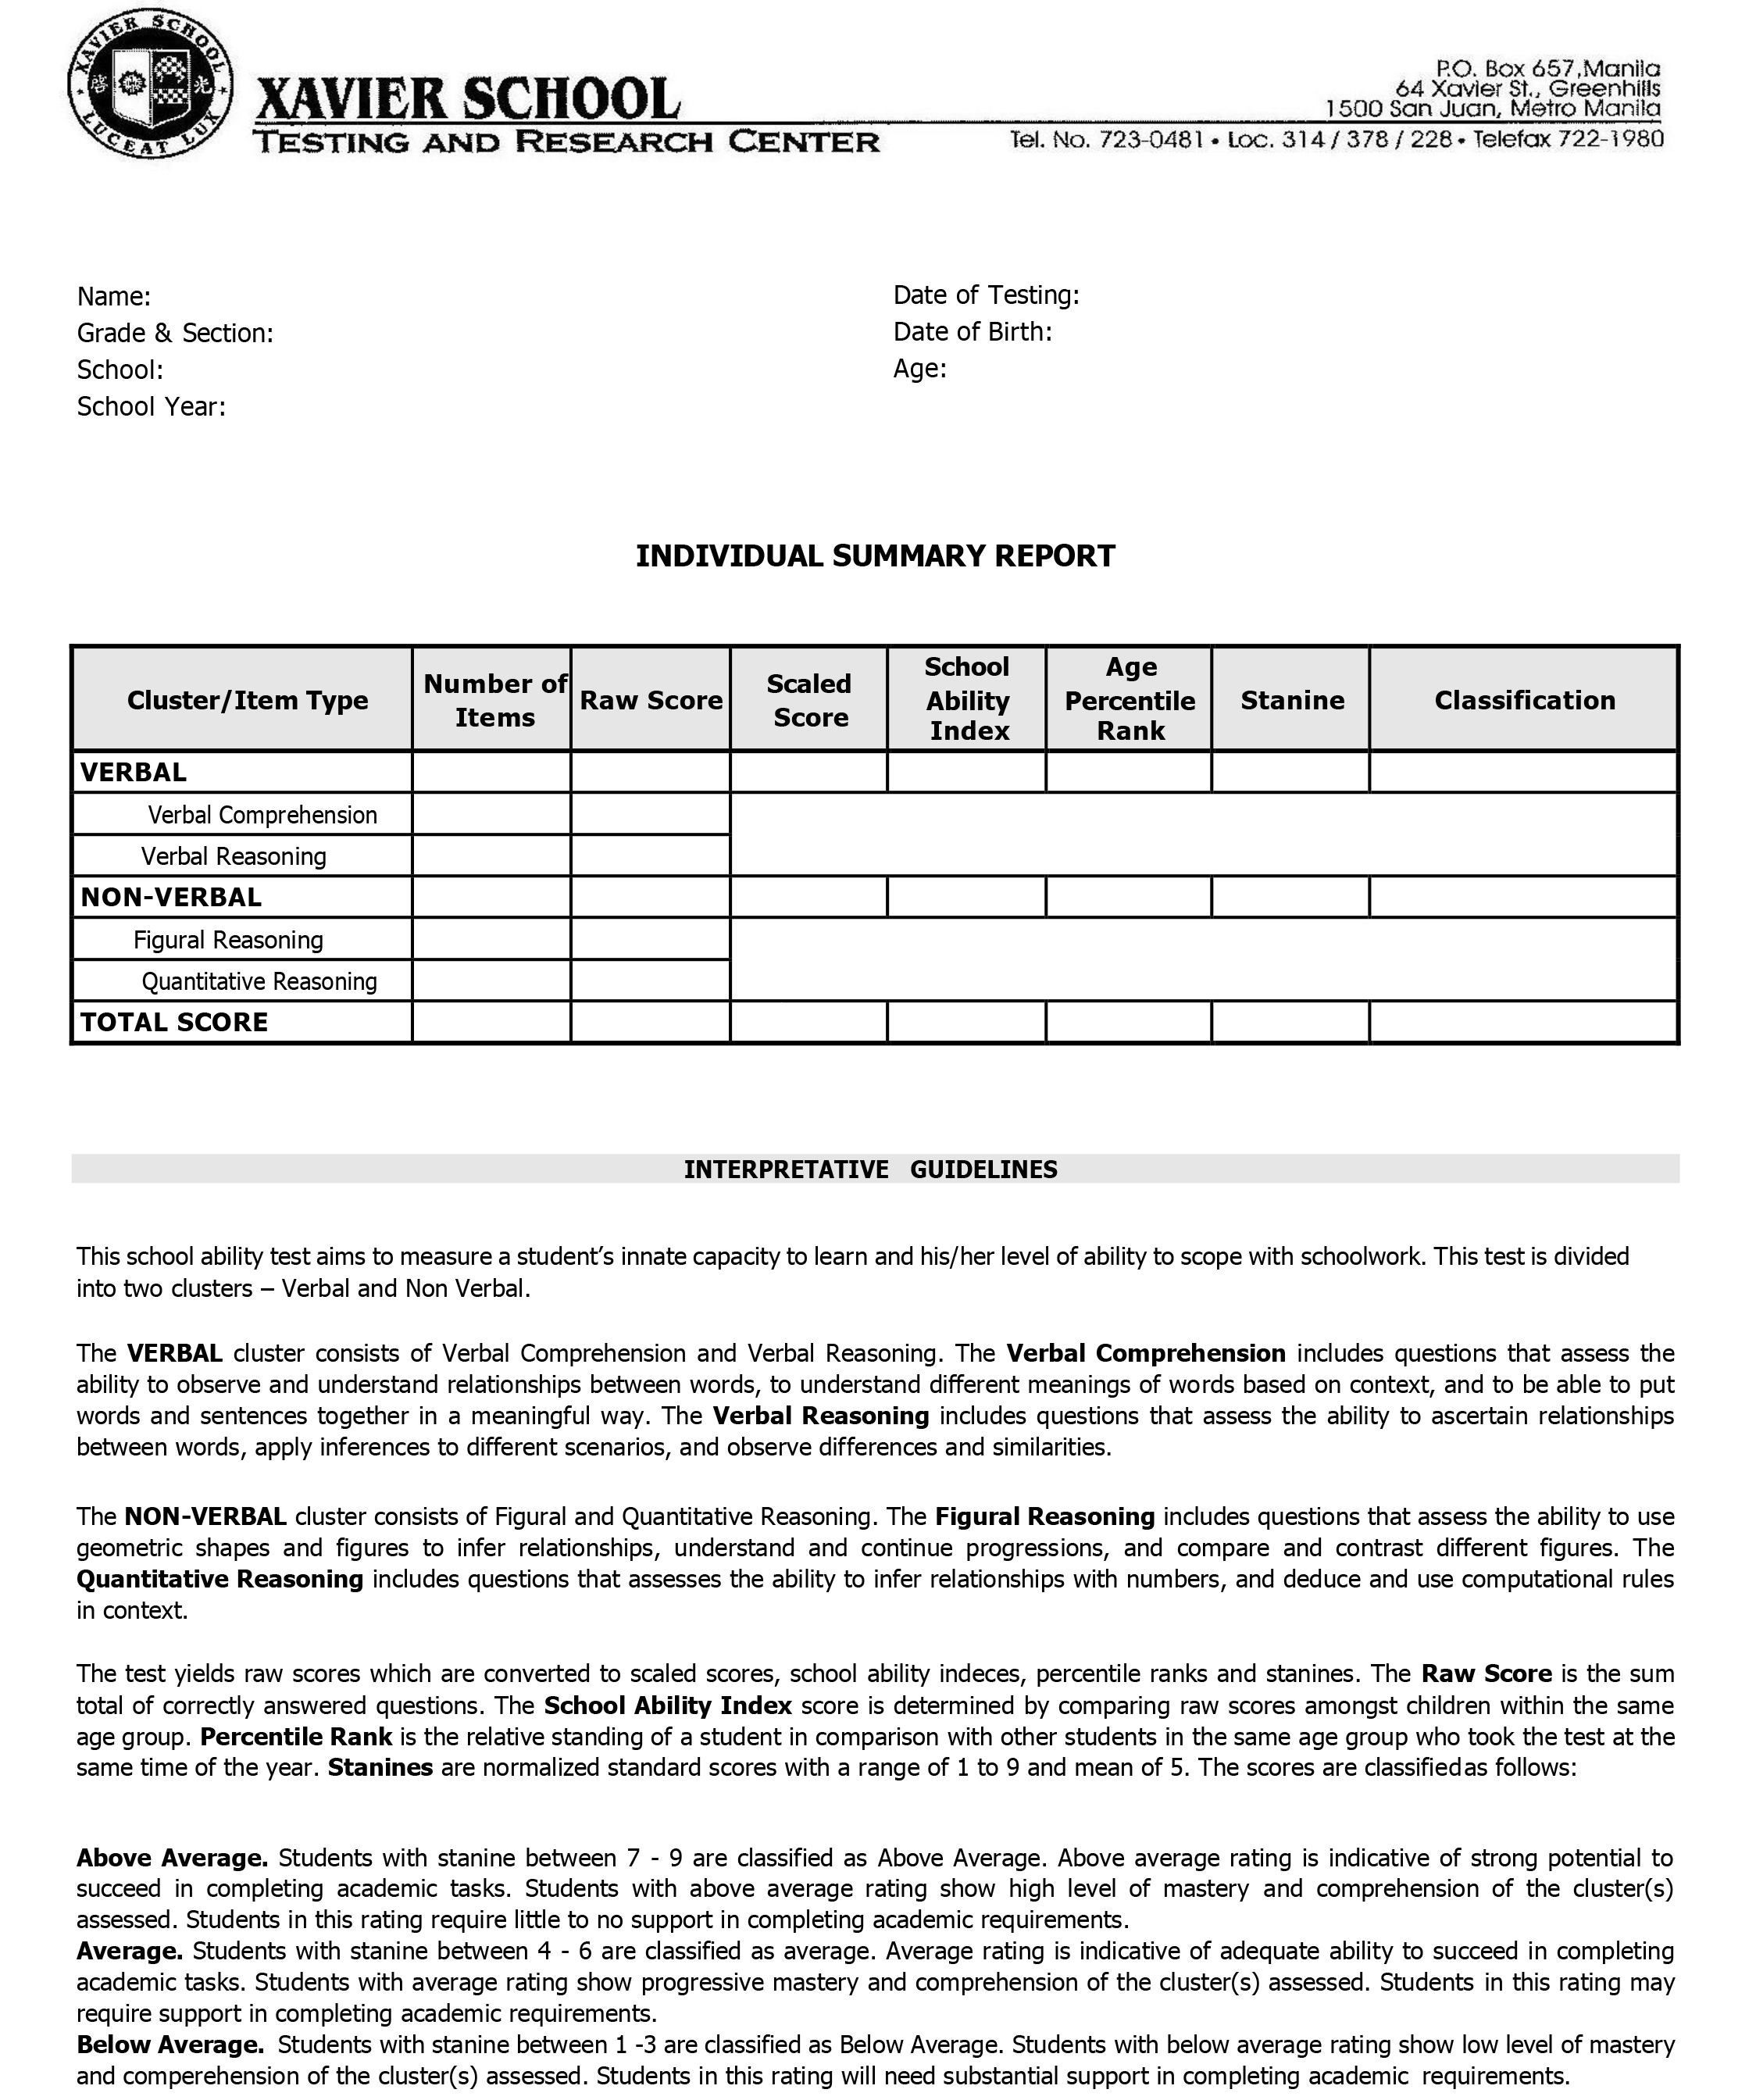 XAVIER SCHOOL
啓 光
LUCEAT LUX
XAVIER SCHOOL
TESTING AND RESEARCH CENTER
P.O. Box 657,Manila
64 Xavier St., Greenhills
1500 San Juan, Metro Manila
Tel. No. 723-0481 • Loc. 314 / 378 / 228 • Telefax 722-1980
Name:
Grade & Section:
School:
School Year:
Date of Testing:
Date of Birth:
Age:
INDIVIDUAL SUMMARY REPORT
Cluster/Item Type
Number of
Items
Raw Score
Scaled
Score
School
Ability
Index
Age
Percentile
Rank
Stanine
Classification
VERBAL
Verbal Comprehension
Verbal Reasoning
NON-VERBAL
Figural Reasoning
Quantitative Reasoning
TOTAL SCORE
INTERPRETATIVE GUIDELINES
This school ability test aims to measure a student’s innate capacity to learn and his/her level of ability to scope with schoolwork. This test is divided
into two clusters – Verbal and Non Verbal.
The VERBAL cluster consists of Verbal Comprehension and Verbal Reasoning. The Verbal Comprehension includes questions that assess the
ability to observe and understand relationships between words, to understand different meanings of words based on context, and to be able to put
words and sentences together in a meaningful way. The Verbal Reasoning includes questions that assess the ability to ascertain relationships
between words, apply inferences to different scenarios, and observe differences and similarities.
The NON-VERBAL cluster consists of Figural and Quantitative Reasoning. The Figural Reasoning includes questions that assess the ability to use
geometric shapes and figures to infer relationships, understand and continue progressions, and compare and contrast different figures. The
Quantitative Reasoning includes questions that assesses the ability to infer relationships with numbers, and deduce and use computational rules
in context.
The test yields raw scores which are converted to scaled scores, school ability indeces, percentile ranks and stanines. The Raw Score is the sum
total of correctly answered questions. The School Ability Index score is determined by comparing raw scores amongst children within the same
age group. Percentile Rank is the relative standing of a student in comparison with other students in the same age group who took the test at the
same time of the year. Stanines are normalized standard scores with a range of 1 to 9 and mean of 5. The scores are classifiedas follows:
Above Average. Students with stanine between 7 - 9 are classified as Above Average. Above average rating is indicative of strong potential to
succeed in completing academic tasks. Students with above average rating show high level of mastery and comprehension of the cluster(s)
assessed. Students in this rating require little to no support in completing academic requirements.
Average. Students with stanine between 4 - 6 are classified as average. Average rating is indicative of adequate ability to succeed in completing
academic tasks. Students with average rating show progressive mastery and comprehension of the cluster(s) assessed. Students in this rating may
require support in completing academic requirements.
Below Average. Students with stanine between 1 -3 are classified as Below Average. Students with below average rating show low level of mastery
and comperehension of the cluster(s) assessed. Students in this rating will need substantial support in completing academic requirements.